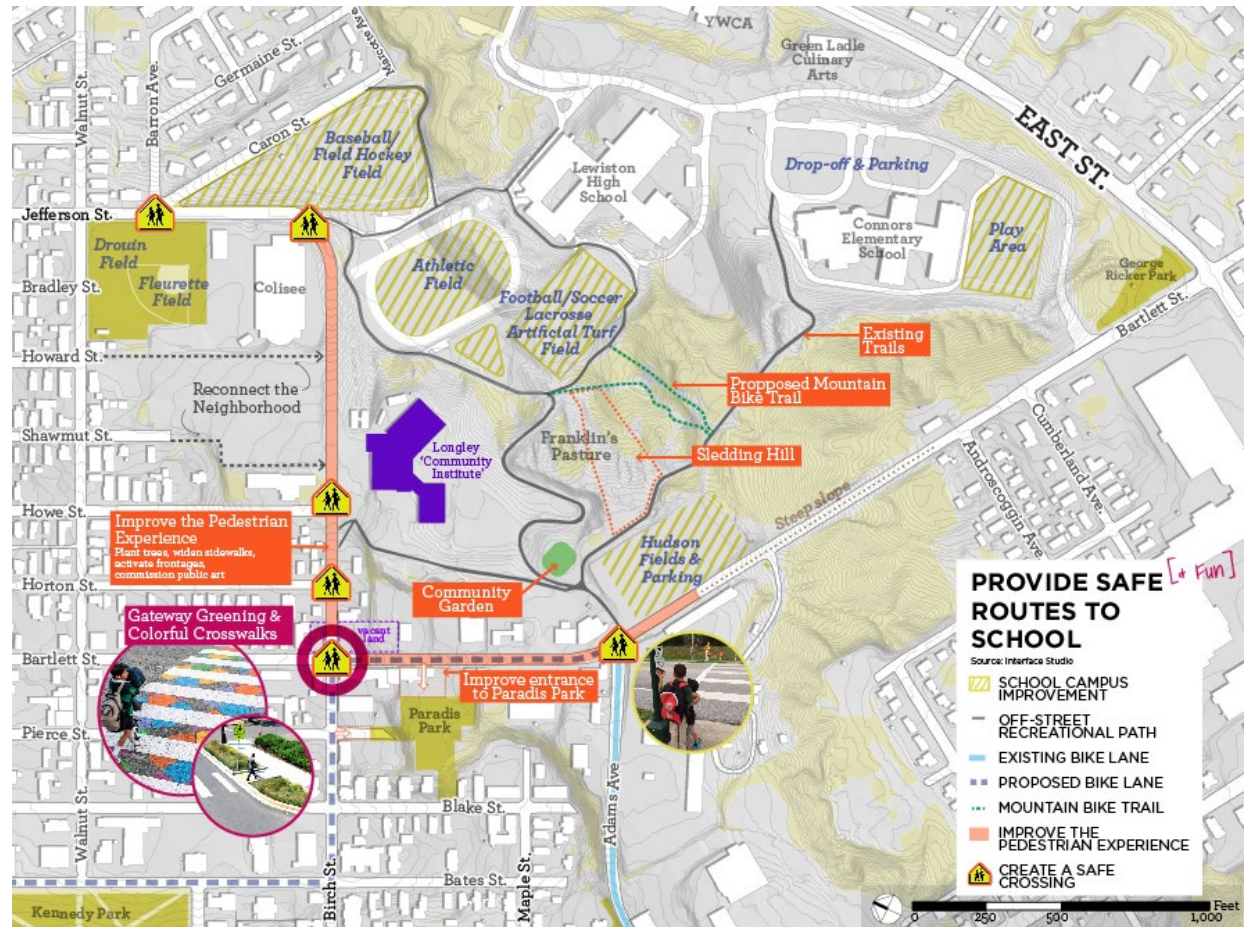 YWCA
Green Ladle
Culinary
Arts
EAST ST.
Walnut St.
Barron Ave.
Germaine St.
Marcotte Ave
Caron St.
Baseball/
Field Hockey
Field
Lewiston
High
School
Drop-off & Parking
Jefferson St.
Connors
Elementary
School
Play
Area
Drouin
Field
Fleurette
Field
Bradley St.
Colisee
Athletic
Field
Football/Soccer
Lacrosse
Artificial Turf
Field
George
Ricker Park
Bartlett St.
Howard St.
Existing
Trails
Reconnect the
Neighborhood
Propposed Mountain
Bike Trail
Shawmut St.
Longley
'Community
Institute'
Franklin's
Pasture
Sledding Hill
Cumberland Ave.
Androscoggin Ave.
Steep slope
Howe St.
Improve the Pedestrian
Experience
Plant trees, widen sidewalks,
activate frontages,
commission public art
Hudson
Fields &
Parking
Horton St.
Community
Garden
Gateway Greening &
Colorful Crosswalks
vacant
land
Bartlett St.
Improve entrance
to Paradis Park
Paradis
Park
Pierce St.
Blake St.
Adams Ave
Walnut St.
Bates St.
Birch St.
Maple St.
Kennedy Park
PROVIDE SAFE [+ Fun]
ROUTES TO
SCHOOL
Source: Interface Studio
SCHOOL CAMPUS
IMPROVEMENT
OFF-STREET
RECREATIONAL PATH
EXISTING BIKE LANE
PROPOSED BIKE LANE
MOUNTAIN BIKE TRAIL
IMPROVE THE
PEDESTRIAN EXPERIENCE
CREATE A SAFE
CROSSING
Feet
0 250 500 1,000